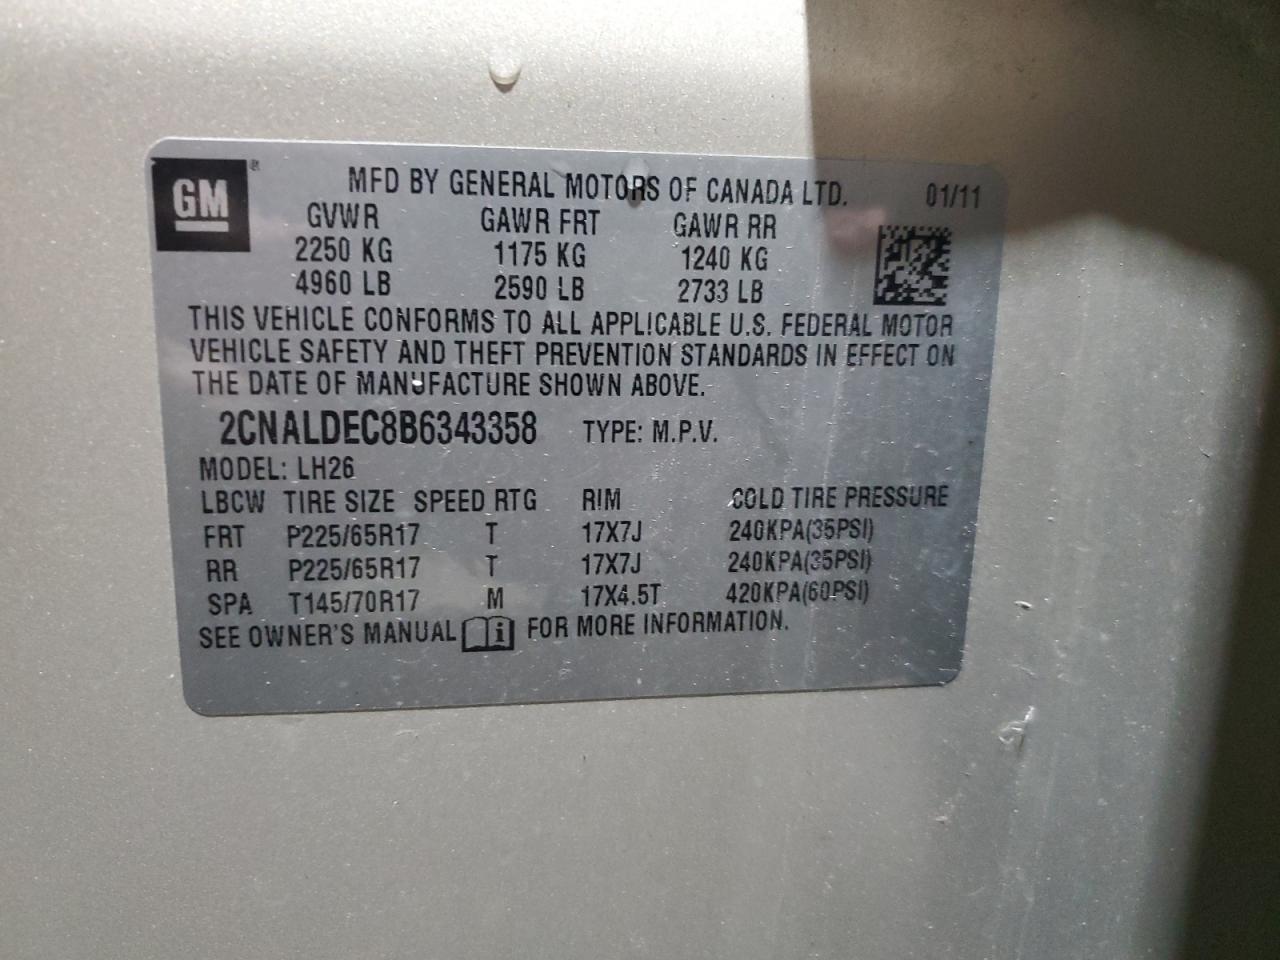 GM ® MFD BY GENERAL MOTORS OF CANADA LTD. 01/11
GVWR GAWR FRT GAWR RR
2250 KG 1175 KG 1240 KG
4960 LB 2590 LB 2733 LB
THIS VEHICLE CONFORMS TO ALL APPLICABLE U.S. FEDERAL MOTOR
VEHICLE SAFETY AND THEFT PREVENTION STANDARDS IN EFFECT ON
THE DATE OF MANUFACTURE SHOWN ABOVE.
2CNALDEC8B6343358 TYPE: M.P.V.
MODEL: LH26
LBCW TIRE SIZE SPEED RTG RIM COLD TIRE PRESSURE
FRT P225/65R17 T 17X7J 240KPA(35PSI)
RR P225/65R17 T 17X7J 240KPA(35PSI)
SPA T145/70R17 M 17X4.5T 420KPA(60PSI)
SEE OWNER'S MANUAL i FOR MORE INFORMATION.